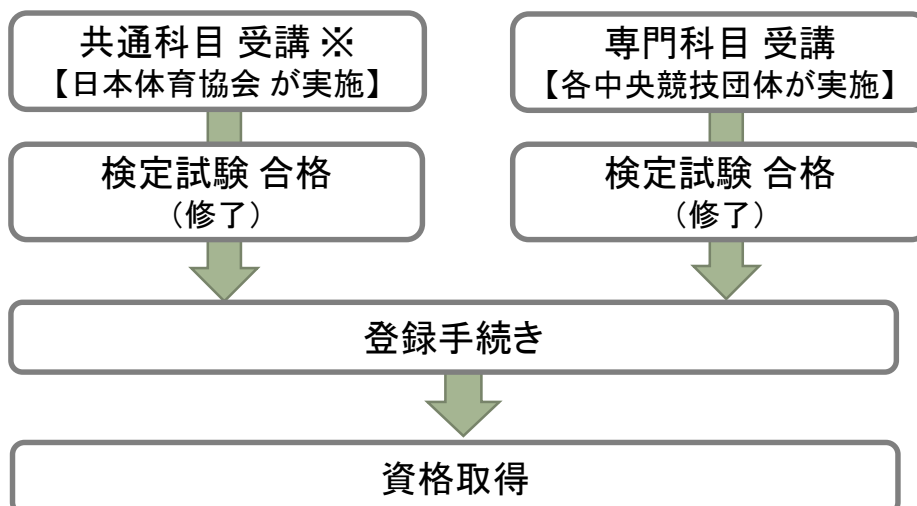 共通科目 受講 ※
【日本体育協会 が実施】
専門科目 受講
【各中央競技団体が実施】
検定試験 合格
（修了）
検定試験 合格
（修了）
登録手続き
資格取得